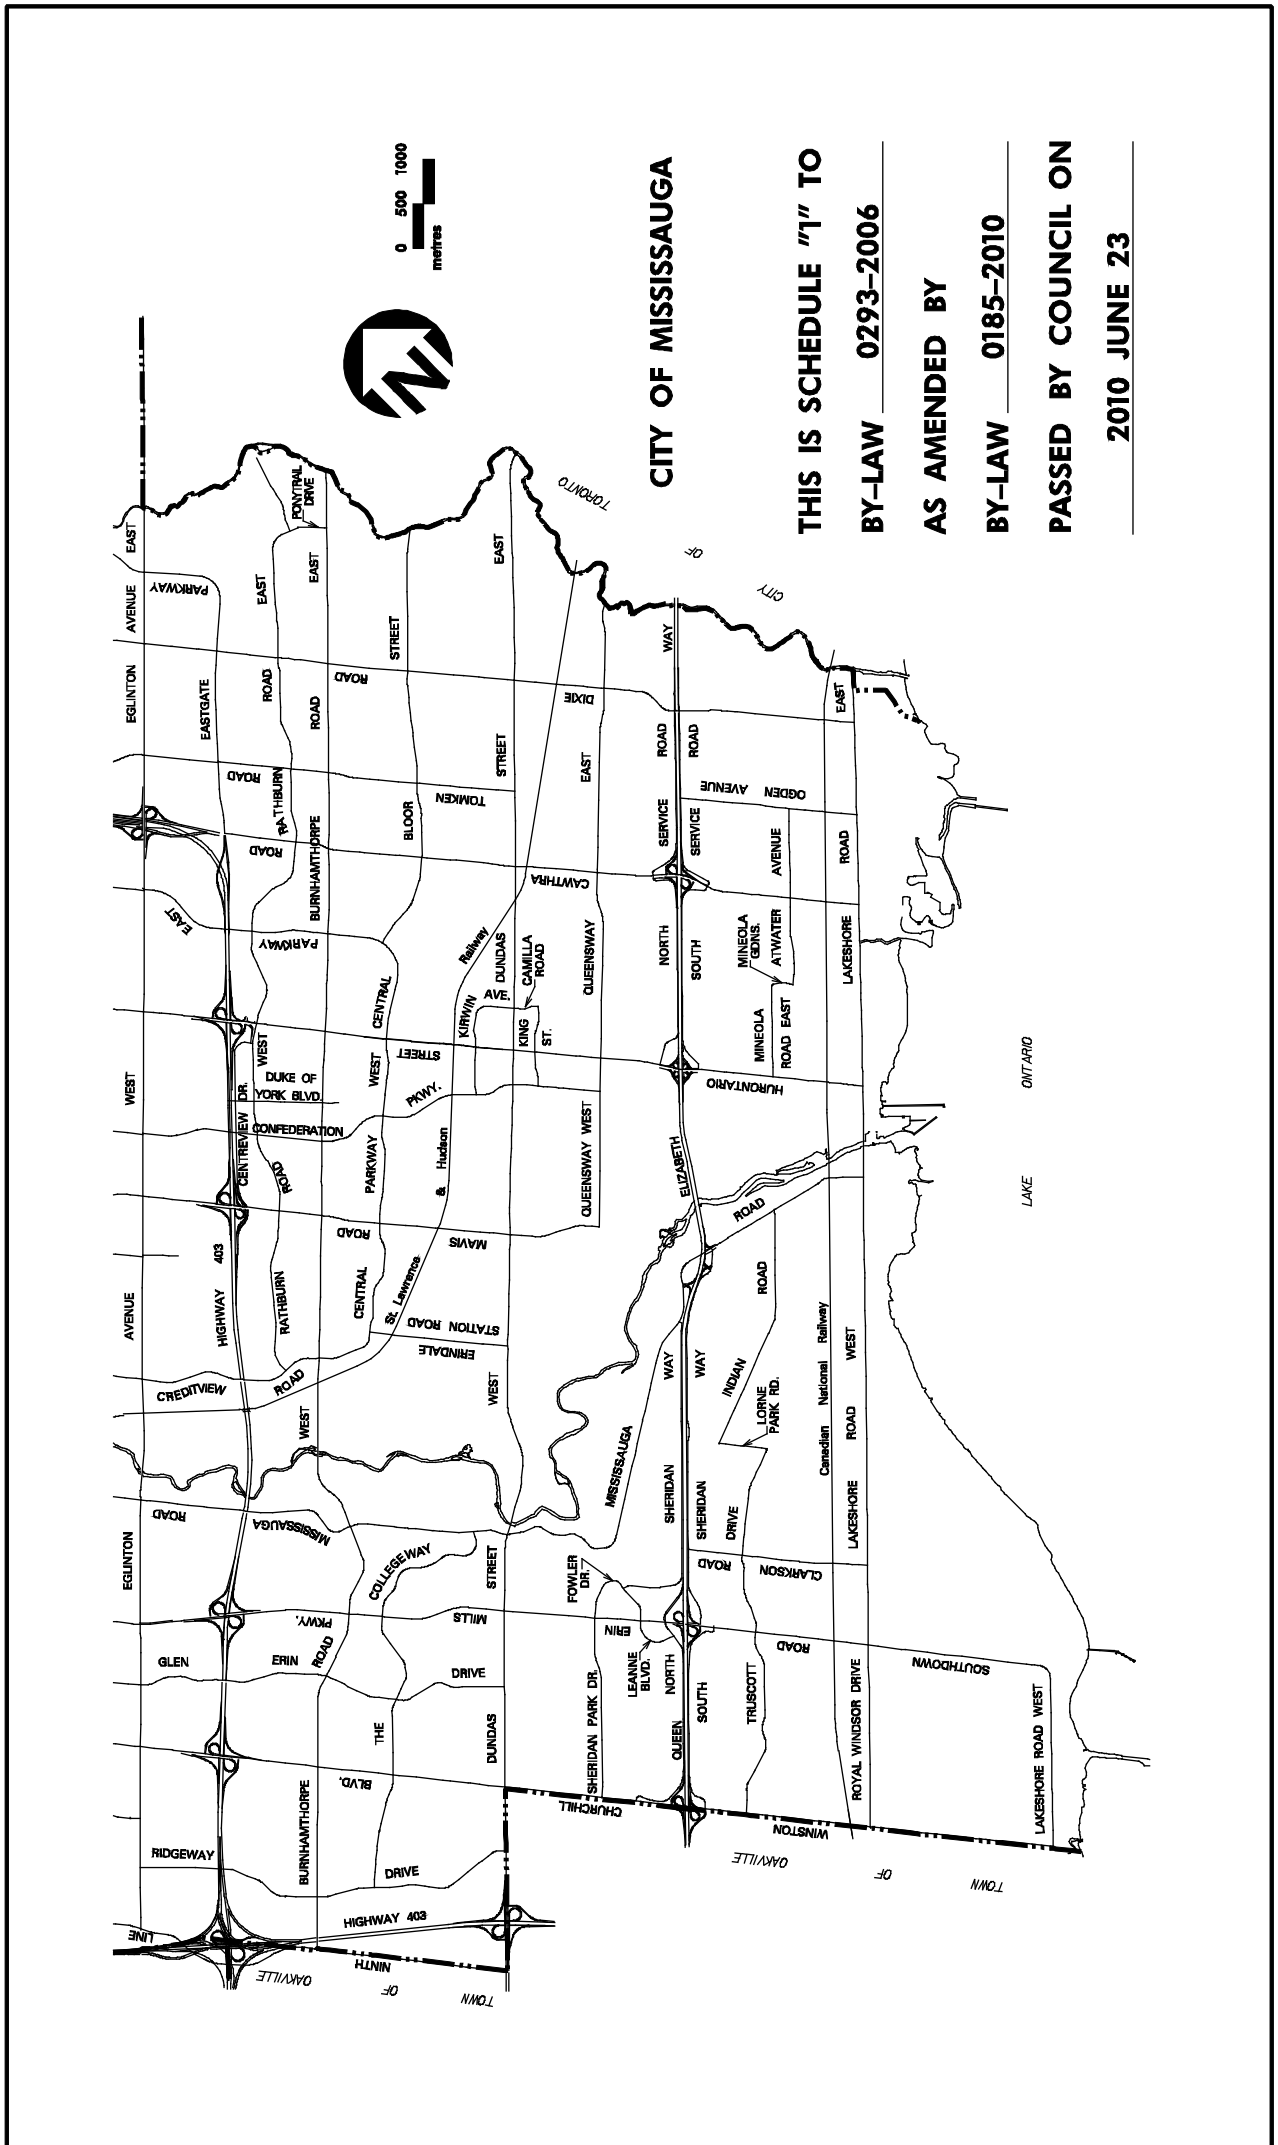 0 500 1000
metres
N
CITY OF MISSISSAUGA
THIS IS SCHEDULE "1" TO
BY-LAW 0293-2006
AS AMENDED BY
BY-LAW 0185-2010
PASSED BY COUNCIL ON
2010 JUNE 23
EGLINTON AVENUE WEST
EGLINTON AVENUE EAST
EASTGATE PARKWAY
HIGHWAY 403
CENTREVIEW DR.
RATHBURN ROAD WEST
RATHBURN ROAD EAST
PONYTRAIL
DRIVE
DUKE OF
YORK BLVD.
BURNHAMTHORPE ROAD WEST
BURNHAMTHORPE ROAD EAST
CENTRAL PARKWAY WEST
CENTRAL PARKWAY EAST
BLOOR STREET
THE COLLEGEWAY
St. Lawrence & Hudson Railway
DUNDAS STREET WEST
DUNDAS STREET EAST
KIRWIN AVE.
CAMILLA
ROAD
KING ST.
QUEENSWAY WEST
QUEENSWAY EAST
SHERIDAN PARK DR.
FOWLER
DR.
LEANNE
BLVD.
NORTH SHERIDAN WAY
SOUTH SHERIDAN WAY
QUEEN ELIZABETH WAY
NORTH SERVICE ROAD
SOUTH SERVICE ROAD
TRUSCOTT DRIVE
LORNE
PARK RD.
INDIAN ROAD
MINEOLA
ROAD EAST
MINEOLA
GDNS.
ATWATER AVENUE
Canadian National Railway
ROYAL WINDSOR DRIVE
LAKESHORE ROAD WEST
LAKESHORE ROAD EAST
LAKESHORE ROAD WEST
NINTH LINE
HIGHWAY 403
RIDGEWAY DRIVE
WINSTON CHURCHILL BLVD.
GLEN ERIN DRIVE
ERIN MILLS PKWY.
SOUTHDOWN ROAD
CLARKSON ROAD
MISSISSAUGA ROAD
MISSISSAUGA ROAD
CREDITVIEW ROAD
ERINDALE STATION ROAD
MAVIS ROAD
CONFEDERATION PKWY.
HURONTARIO STREET
CAWTHRA ROAD
TOMKEN ROAD
OGDEN AVENUE
DIXIE ROAD
TOWN OF OAKVILLE
TOWN OF OAKVILLE
CITY OF TORONTO
LAKE ONTARIO